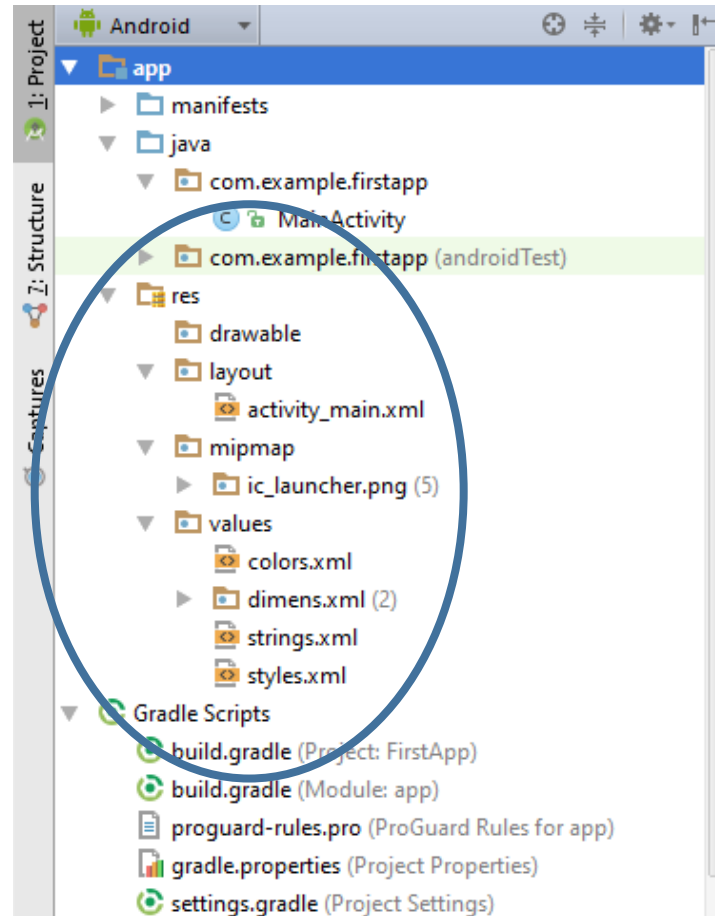 Android
1: Project
7: Structure
Captures
app
manifests
java
com.example.firstapp
MainActivity
com.example.firstapp (androidTest)
res
drawable
layout
activity_main.xml
mipmap
ic_launcher.png (5)
values
colors.xml
dimens.xml (2)
strings.xml
styles.xml
Gradle Scripts
build.gradle (Project: FirstApp)
build.gradle (Module: app)
proguard-rules.pro (ProGuard Rules for app)
gradle.properties (Project Properties)
settings.gradle (Project Settings)